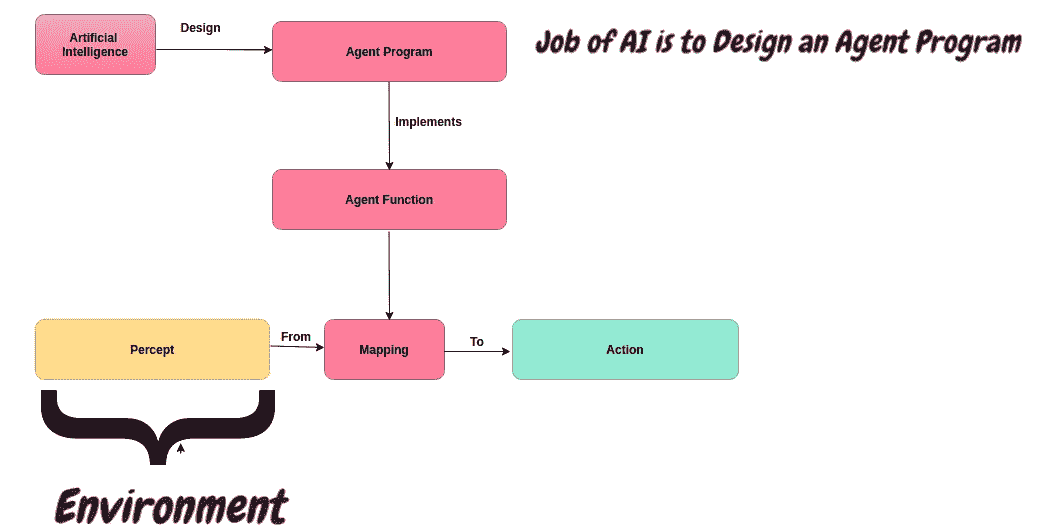 Design
Artificial
Intelligence
Agent Program
Job of AI is to Design an Agent Program
Implements
Agent Function
Percept
From
Mapping
To
Action
Environment